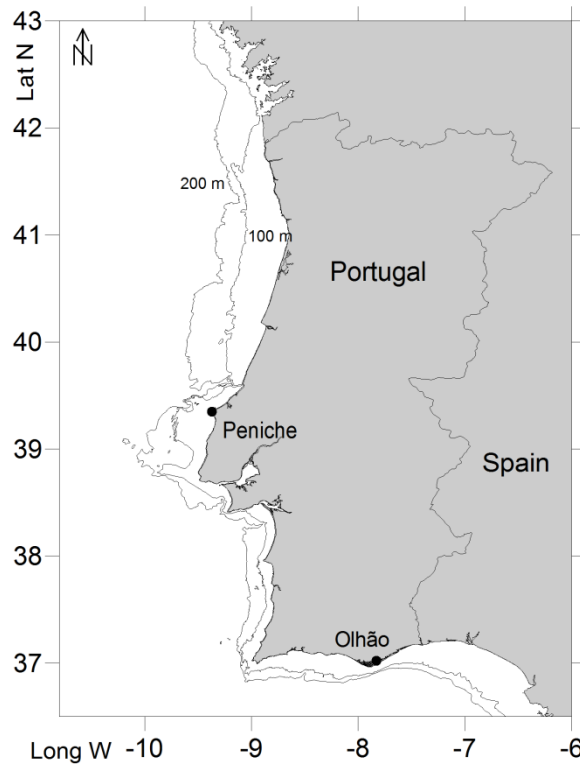 43
Lat N
N
42
200 m
41
100 m
Portugal
40
39
Peniche
Spain
38
Olhão
37
Long W
-10
-9
-8
-7
-6